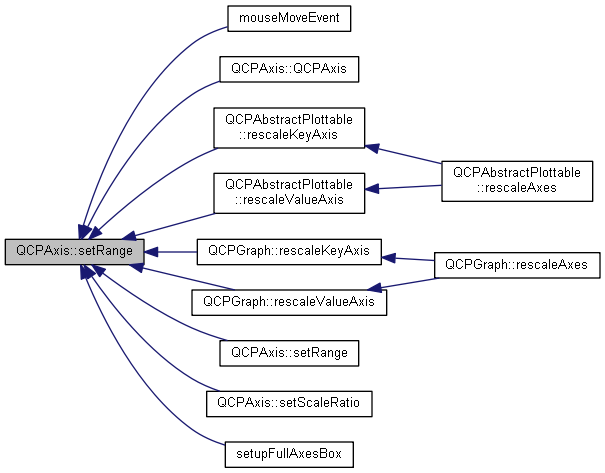 mouseMoveEvent
QCPAxis::QCPAxis
QCPAbstractPlottable
::rescaleKeyAxis
QCPAbstractPlottable
::rescaleAxes
QCPAbstractPlottable
::rescaleValueAxis
QCPAxis::setRange
QCPGraph::rescaleKeyAxis
QCPGraph::rescaleAxes
QCPGraph::rescaleValueAxis
QCPAxis::setRange
QCPAxis::setScaleRatio
setupFullAxesBox